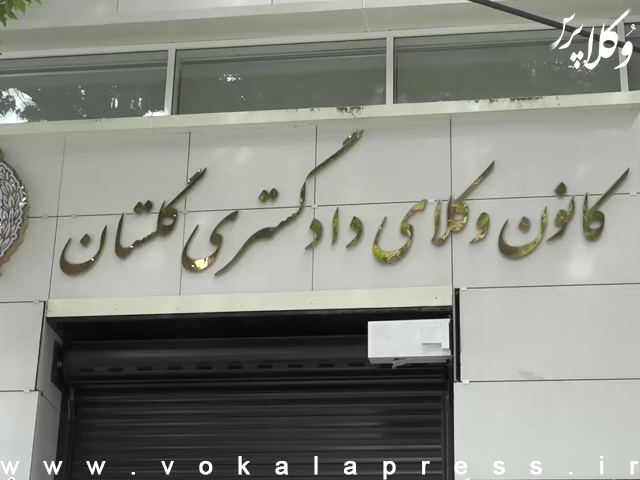 وکلاپرس
کانون وکلای دادگستری گلستان
www.vokalapress.ir